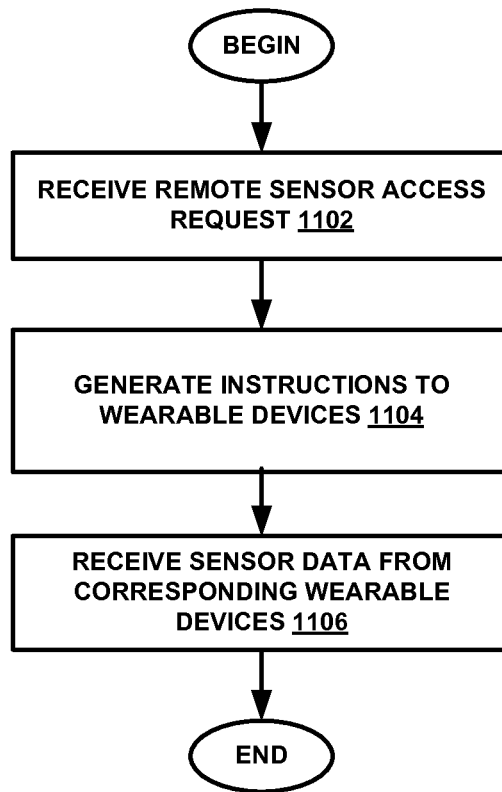 BEGIN
RECEIVE REMOTE SENSOR ACCESS
REQUEST 1102
GENERATE INSTRUCTIONS TO
WEARABLE DEVICES 1104
RECEIVE SENSOR DATA FROM
CORRESPONDING WEARABLE
DEVICES 1106
END